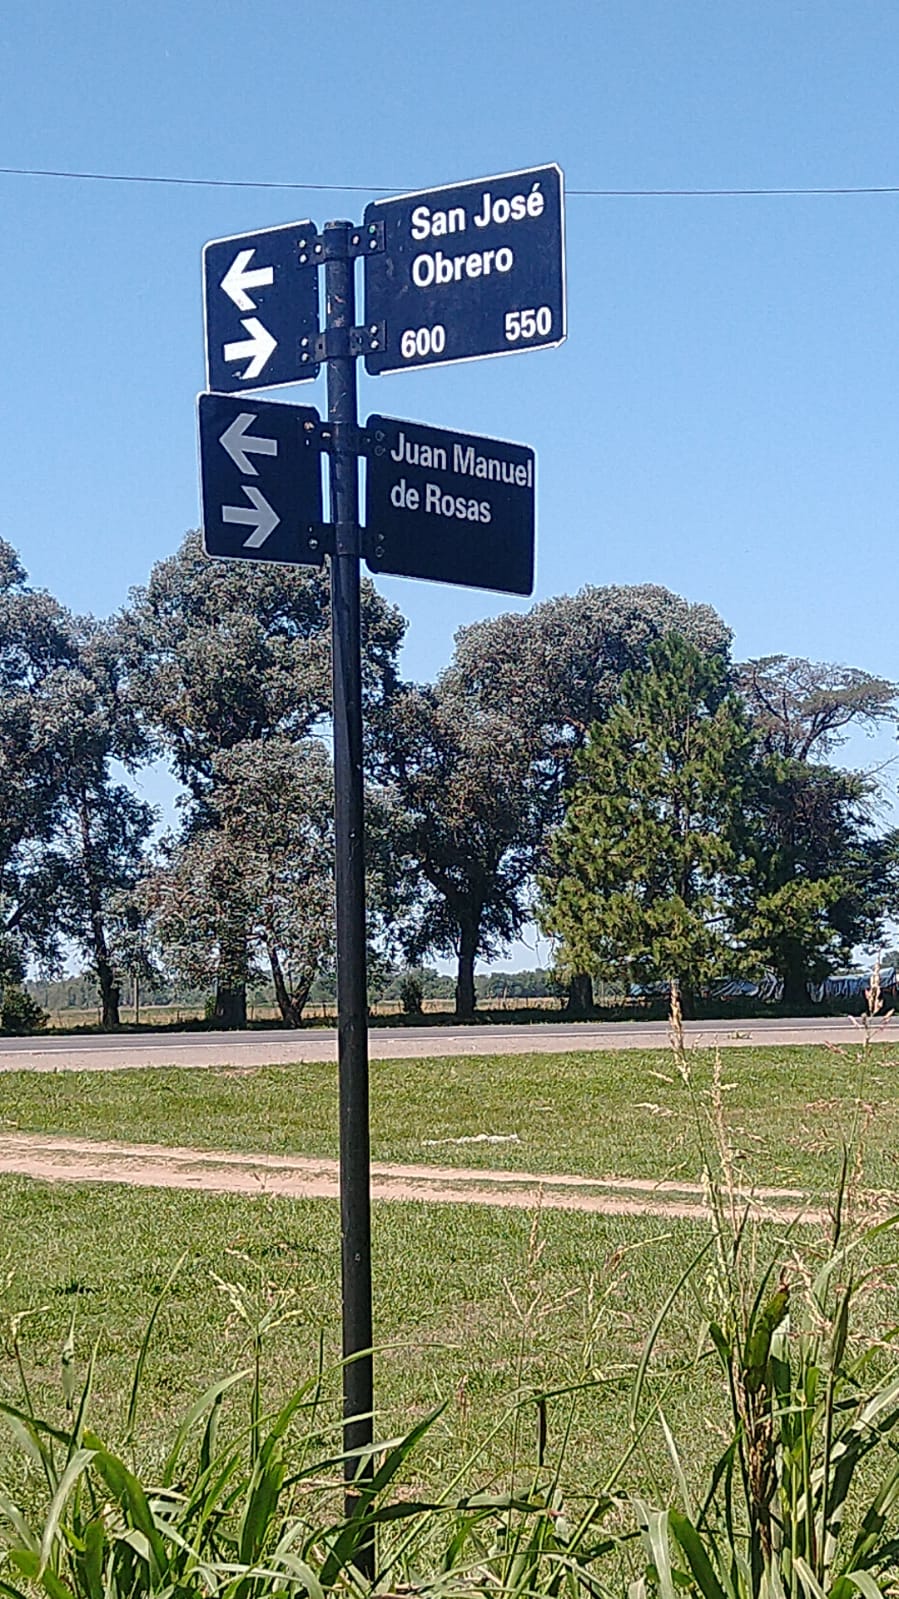 San José
Obrero
600 550
Juan Manuel
de Rosas